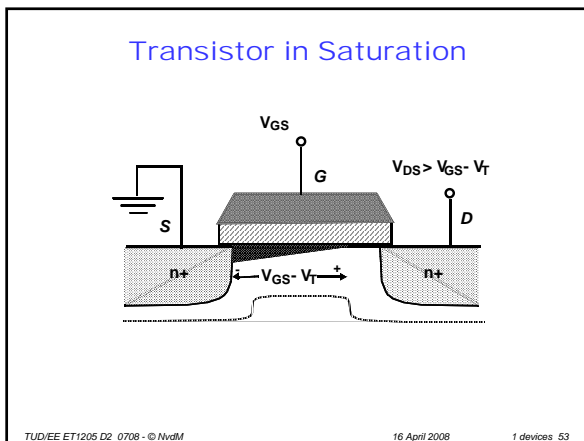 Transistor in Saturation
VGS
G
VDS > VGS - VT
S
D
n+
- VGS - VT +
n+
TUD/EE ET1205 D2 0708 - © NvdM
16 April 2008
1 devices 53